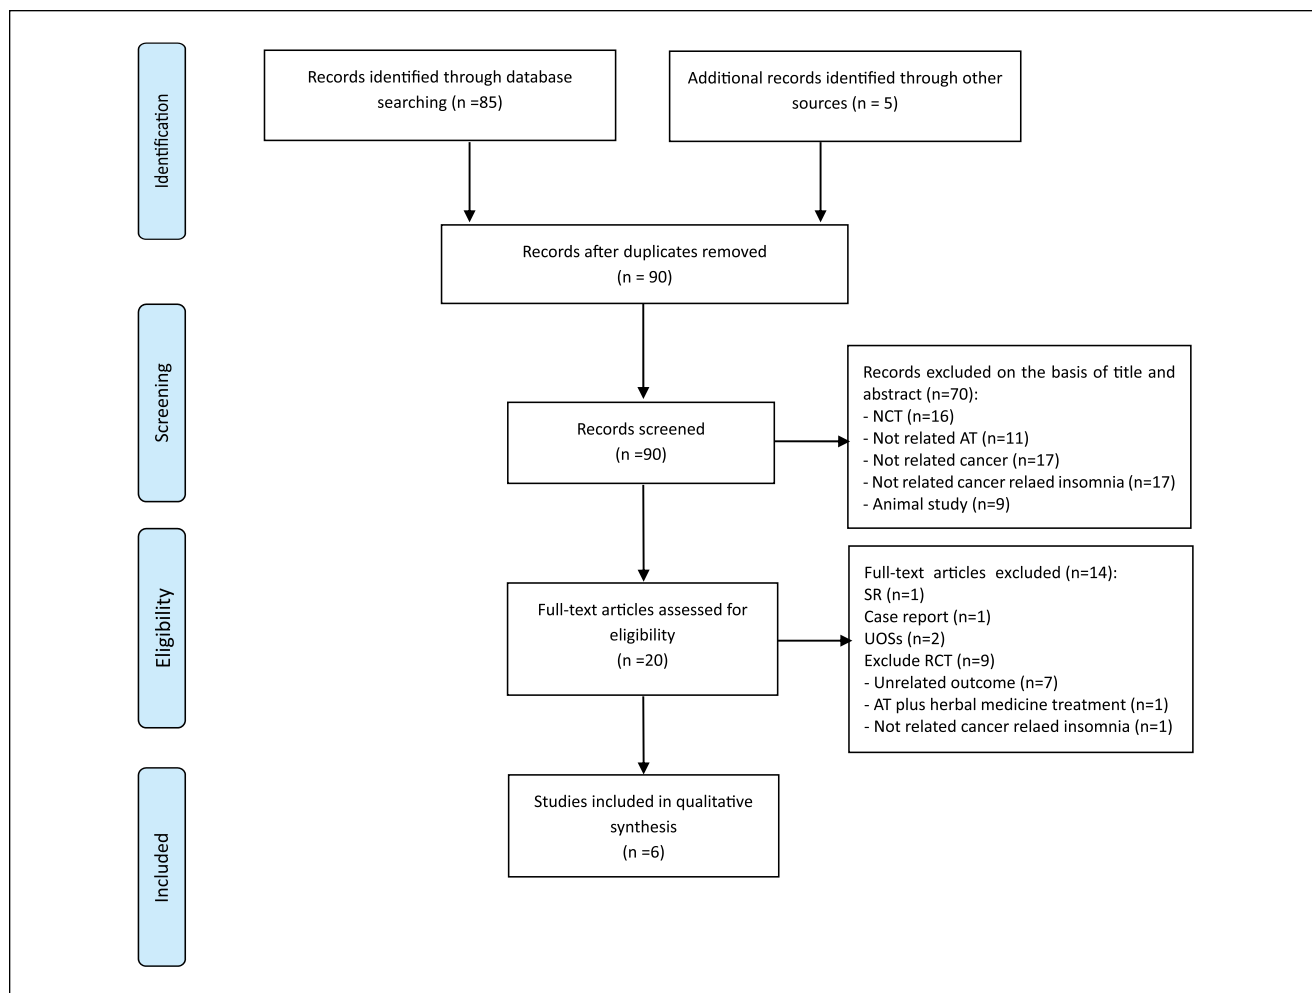 Identification
Records identified through database
searching (n =85)
Additional records identified through other
sources (n = 5)
Records after duplicates removed
(n = 90)
Screening
Records screened
(n =90)
Records excluded on the basis of title and
abstract (n=70):
- NCT (n=16)
- Not related AT (n=11)
- Not related cancer (n=17)
- Not related cancer relaed insomnia (n=17)
- Animal study (n=9)
Eligibility
Full-text articles assessed for
eligibility
(n =20)
Full-text articles excluded (n=14):
SR (n=1)
Case report (n=1)
UOSs (n=2)
Exclude RCT (n=9)
- Unrelated outcome (n=7)
- AT plus herbal medicine treatment (n=1)
- Not related cancer relaed insomnia (n=1)
Included
Studies included in qualitative
synthesis
(n =6)